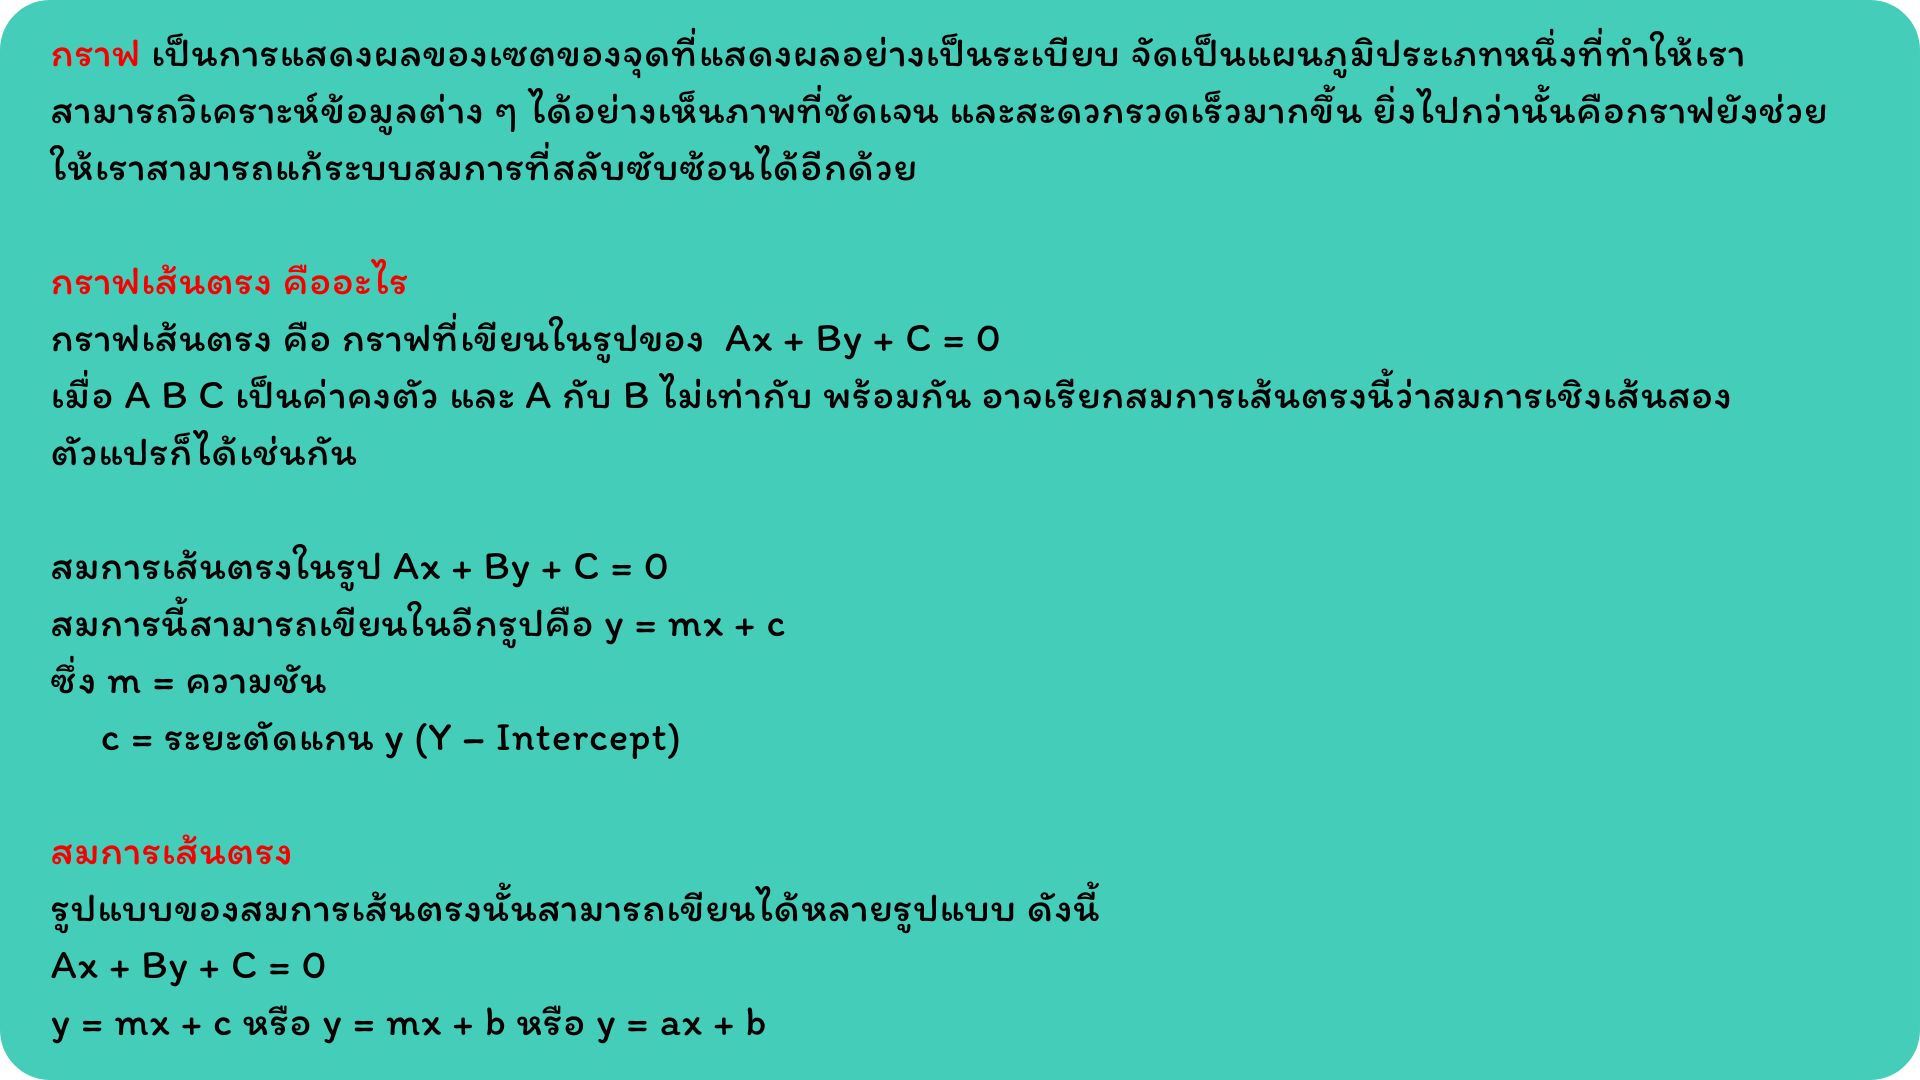 กราฟ เป็นการแสดงผลของเซตของจุดที่แสดงผลอย่างเป็นระเบียบ จัดเป็นแผนภูมิประเภทหนึ่งที่ทำให้เรา
สามารถวิเคราะห์ข้อมูลต่าง ๆ ได้อย่างเห็นภาพที่ชัดเจน และสะดวกรวดเร็วมากขึ้น ยิ่งไปกว่านั้นคือกราฟยังช่วย
ให้เราสามารถแก้ระบบสมการที่สลับซับซ้อนได้อีกด้วย
กราฟเส้นตรง คืออะไร
กราฟเส้นตรง คือ กราฟที่เขียนในรูปของ  Ax + By + C = 0
เมื่อ A B C เป็นค่าคงตัว และ A กับ B ไม่เท่ากับ พร้อมกัน อาจเรียกสมการเส้นตรงนี้ว่าสมการเชิงเส้นสอง
ตัวแปรก็ได้เช่นกัน
สมการเส้นตรงในรูป Ax + By + C = 0
สมการนี้สามารถเขียนในอีกรูปคือ y = mx + c
ซึ่ง m = ความชัน
c = ระยะตัดแกน y (Y – Intercept)
สมการเส้นตรง
รูปแบบของสมการเส้นตรงนั้นสามารถเขียนได้หลายรูปแบบ ดังนี้
Ax + By + C = 0
y = mx + c หรือ y = mx + b หรือ y = ax + b